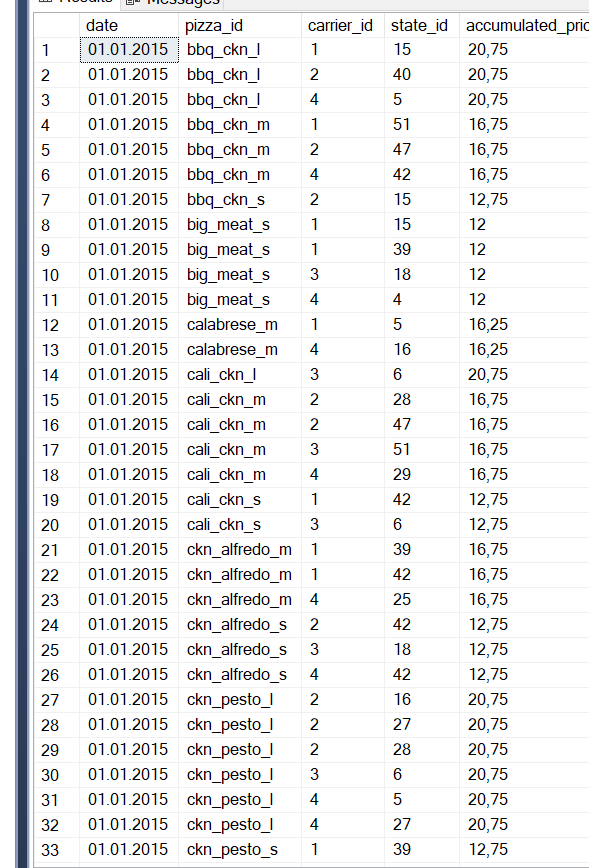 Results Messages
date pizza_id carrier_id state_id accumulated_pric
1 01.01.2015 bbq_ckn_l 1 15 20,75
2 01.01.2015 bbq_ckn_l 2 40 20,75
3 01.01.2015 bbq_ckn_l 4 5 20,75
4 01.01.2015 bbq_ckn_m 1 51 16,75
5 01.01.2015 bbq_ckn_m 2 47 16,75
6 01.01.2015 bbq_ckn_m 4 42 16,75
7 01.01.2015 bbq_ckn_s 2 15 12,75
8 01.01.2015 big_meat_s 1 15 12
9 01.01.2015 big_meat_s 1 39 12
10 01.01.2015 big_meat_s 3 18 12
11 01.01.2015 big_meat_s 4 4 12
12 01.01.2015 calabrese_m 1 5 16,25
13 01.01.2015 calabrese_m 4 16 16,25
14 01.01.2015 cali_ckn_l 3 6 20,75
15 01.01.2015 cali_ckn_m 2 28 16,75
16 01.01.2015 cali_ckn_m 2 47 16,75
17 01.01.2015 cali_ckn_m 3 51 16,75
18 01.01.2015 cali_ckn_m 4 29 16,75
19 01.01.2015 cali_ckn_s 1 42 12,75
20 01.01.2015 cali_ckn_s 3 6 12,75
21 01.01.2015 ckn_alfredo_m 1 39 16,75
22 01.01.2015 ckn_alfredo_m 1 42 16,75
23 01.01.2015 ckn_alfredo_m 4 25 16,75
24 01.01.2015 ckn_alfredo_s 2 42 12,75
25 01.01.2015 ckn_alfredo_s 3 18 12,75
26 01.01.2015 ckn_alfredo_s 4 42 12,75
27 01.01.2015 ckn_pesto_l 2 16 20,75
28 01.01.2015 ckn_pesto_l 2 27 20,75
29 01.01.2015 ckn_pesto_l 2 28 20,75
30 01.01.2015 ckn_pesto_l 3 6 20,75
31 01.01.2015 ckn_pesto_l 4 5 20,75
32 01.01.2015 ckn_pesto_l 4 27 20,75
33 01.01.2015 ckn_pesto_s 1 39 12,75